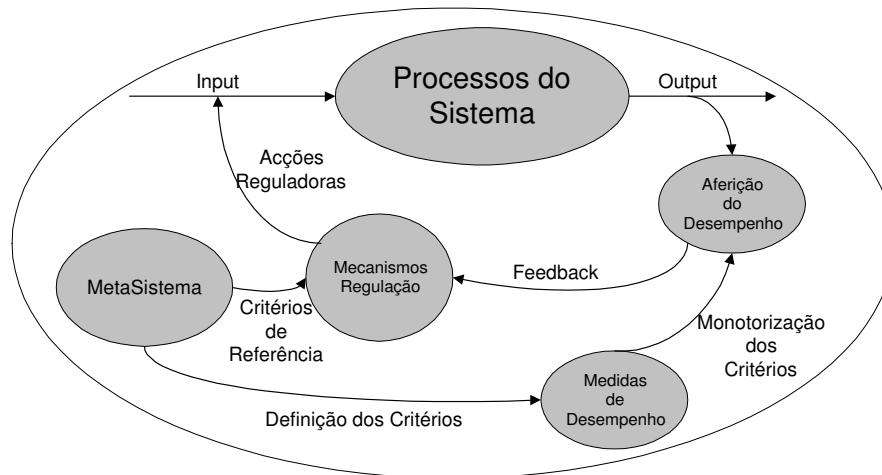 Input
Processos do
Sistema
Output
Acções
Reguladoras
Aferição
do
Desempenho
MetaSistema
Critérios
de
Referência
Mecanismos
Regulação
Feedback
Monotorização
dos
Critérios
Definição dos Critérios
Medidas
de
Desempenho